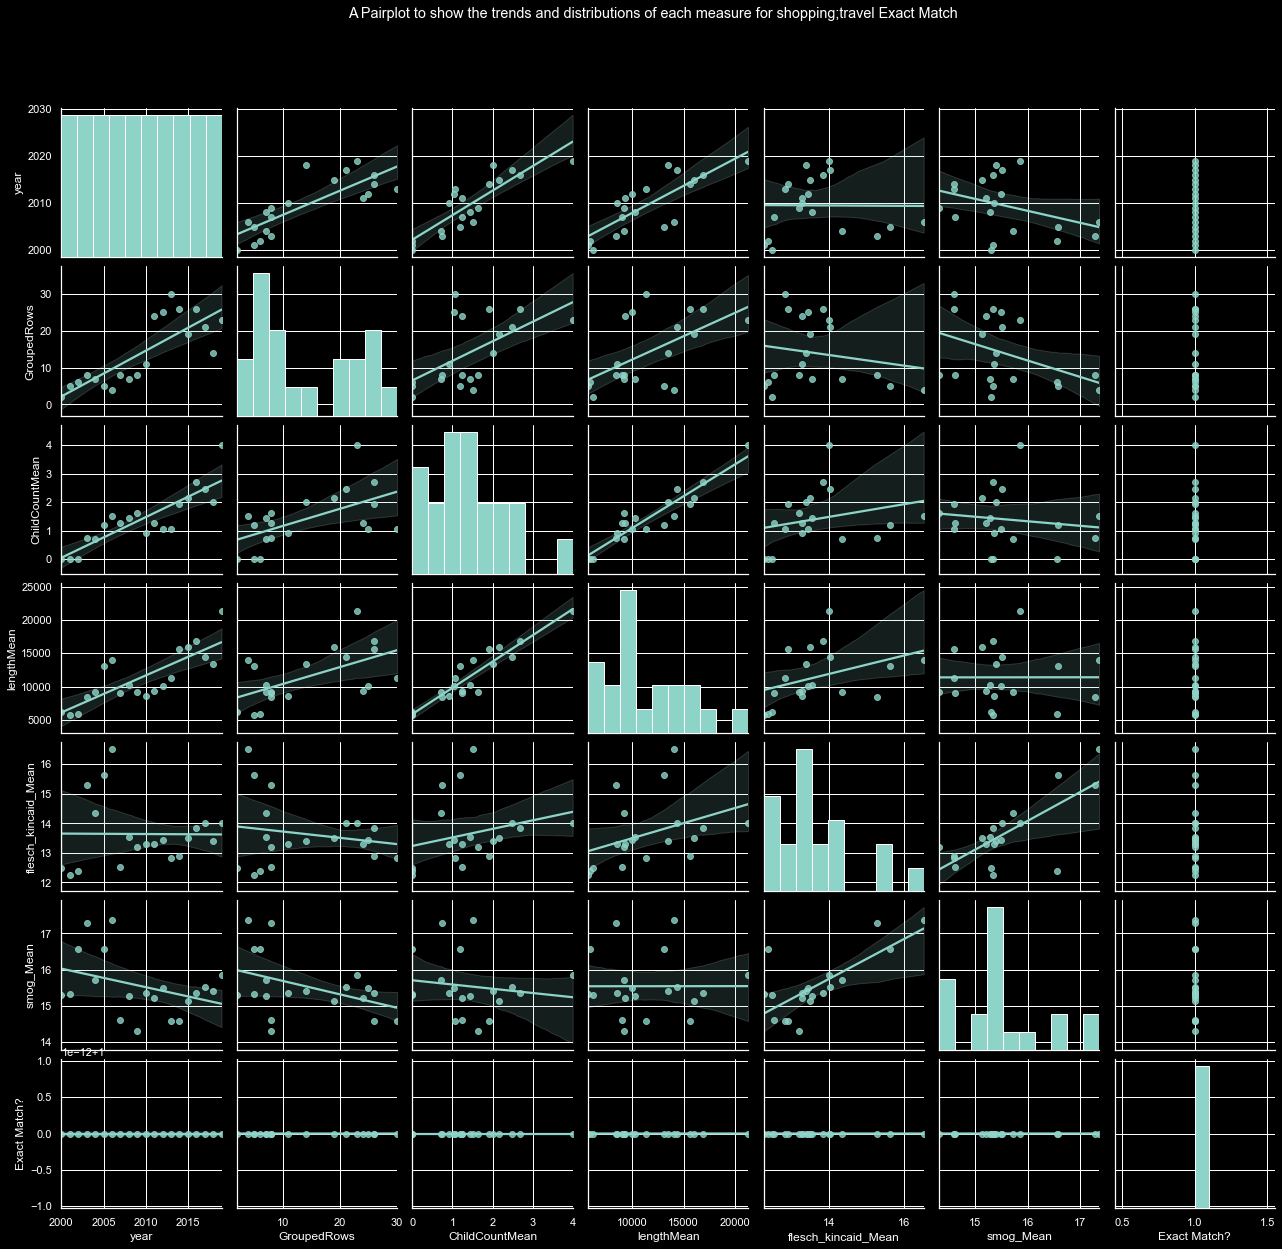 A Pairplot to show the trends and distributions of each measure for shopping;travel Exact Match
2030
2020
2010
2000
year
30
20
10
0
GroupedRows
4
3
2
1
0
ChildCountMean
25000
20000
15000
10000
5000
lengthMean
16
15
14
13
12
flesch_kincaid_Mean
17
16
15
14
smog_Mean
1e−12+1
1.0
0.5
0.0
−0.5
−1.0
Exact Match?
2000 2005 2010 2015
year
10 20 30
GroupedRows
0 1 2 3 4
ChildCountMean
10000 15000 20000
lengthMean
14 16
flesch_kincaid_Mean
15 16 17
smog_Mean
0.5 1.0 1.5
Exact Match?